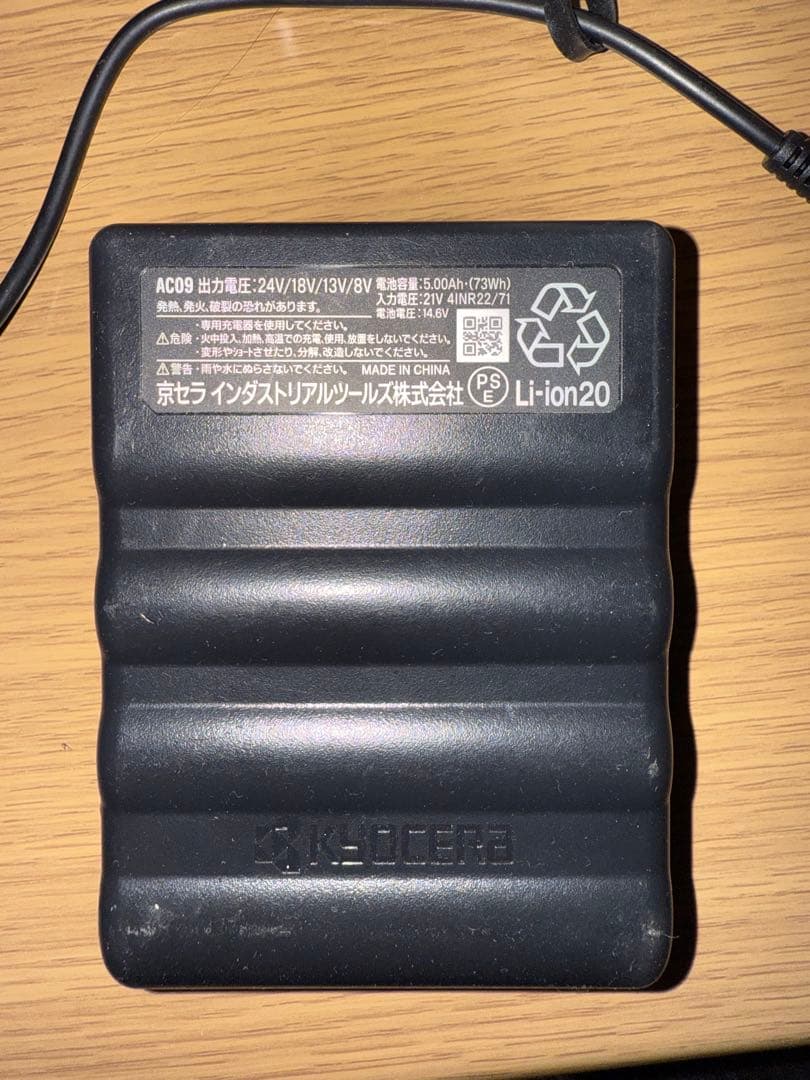 AC09 出力電圧:24V/18V/13V/8V 電池容量:5.00Ah・(73Wh)
発熱、発火、破裂の恐れがあります。 入力電圧:21V 4INR22/71
電池電圧:14.6V
・専用充電器を使用してください。
⚠危険・火中投入、加熱、高温での充電、使用、放置をしないでください。
・変形やショートさせたり、分解、改造しないでください。
⚠警告・雨や水にぬらさないでください。 MADE IN CHINA
京セラ インダストリアルツールズ株式会社 PSE Li-ion20
KYOCERA